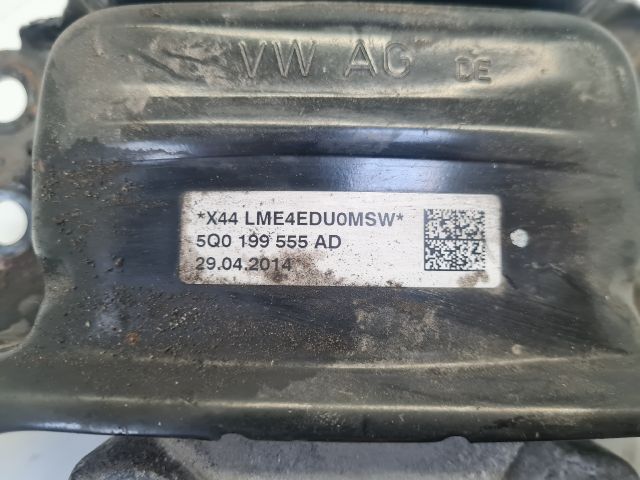 VW AG DE
*X44 LME4EDU0MSW*
5Q0 199 555 AD
29.04.2014